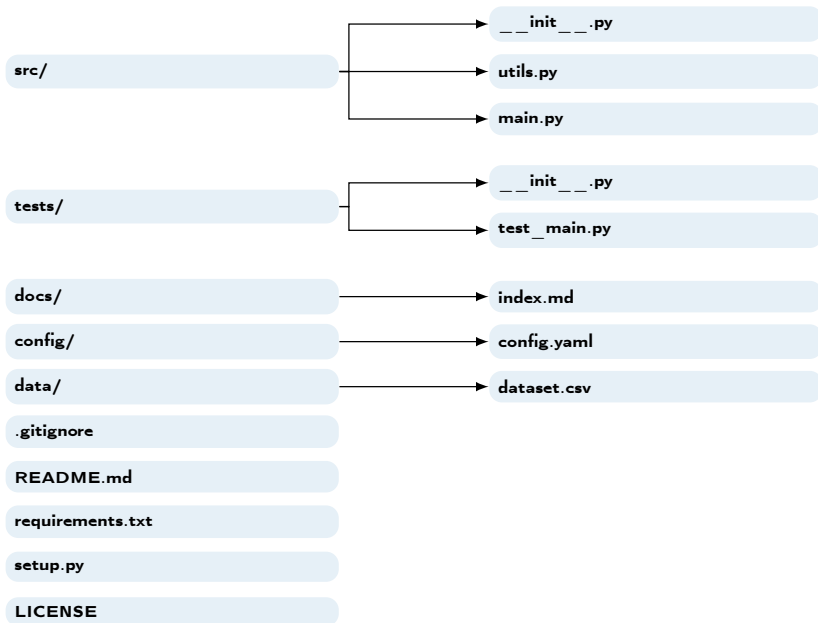 src/
__init__.py
utils.py
main.py
tests/
__init__.py
test_main.py
docs/
index.md
config/
config.yaml
data/
dataset.csv
.gitignore
README.md
requirements.txt
setup.py
LICENSE